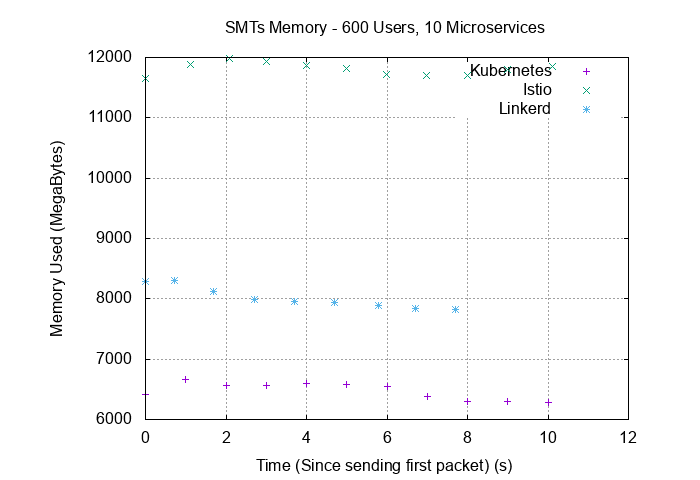 SMTs Memory - 600 Users, 10 Microservices
12000
11000
10000
9000
8000
7000
6000
Memory Used (MegaBytes)
Kubernetes
Istio
Linkerd
0 2 4 6 8 10 12
Time (Since sending first packet) (s)